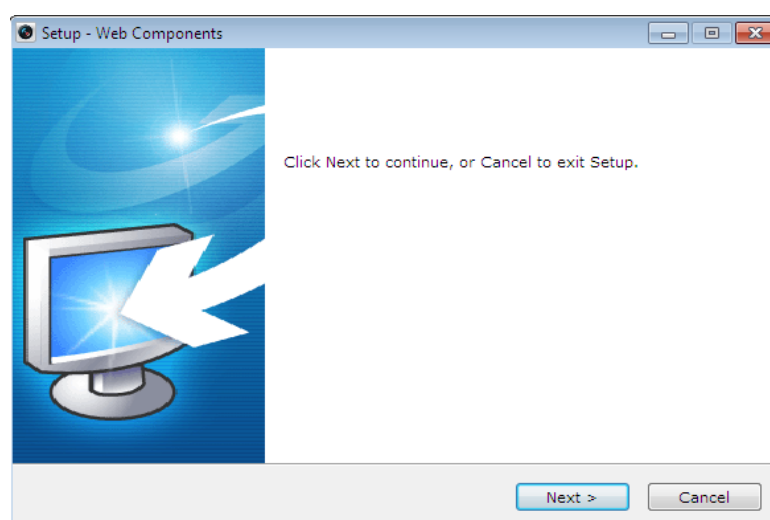 Setup - Web Components
Click Next to continue, or Cancel to exit Setup.
Next >
Cancel